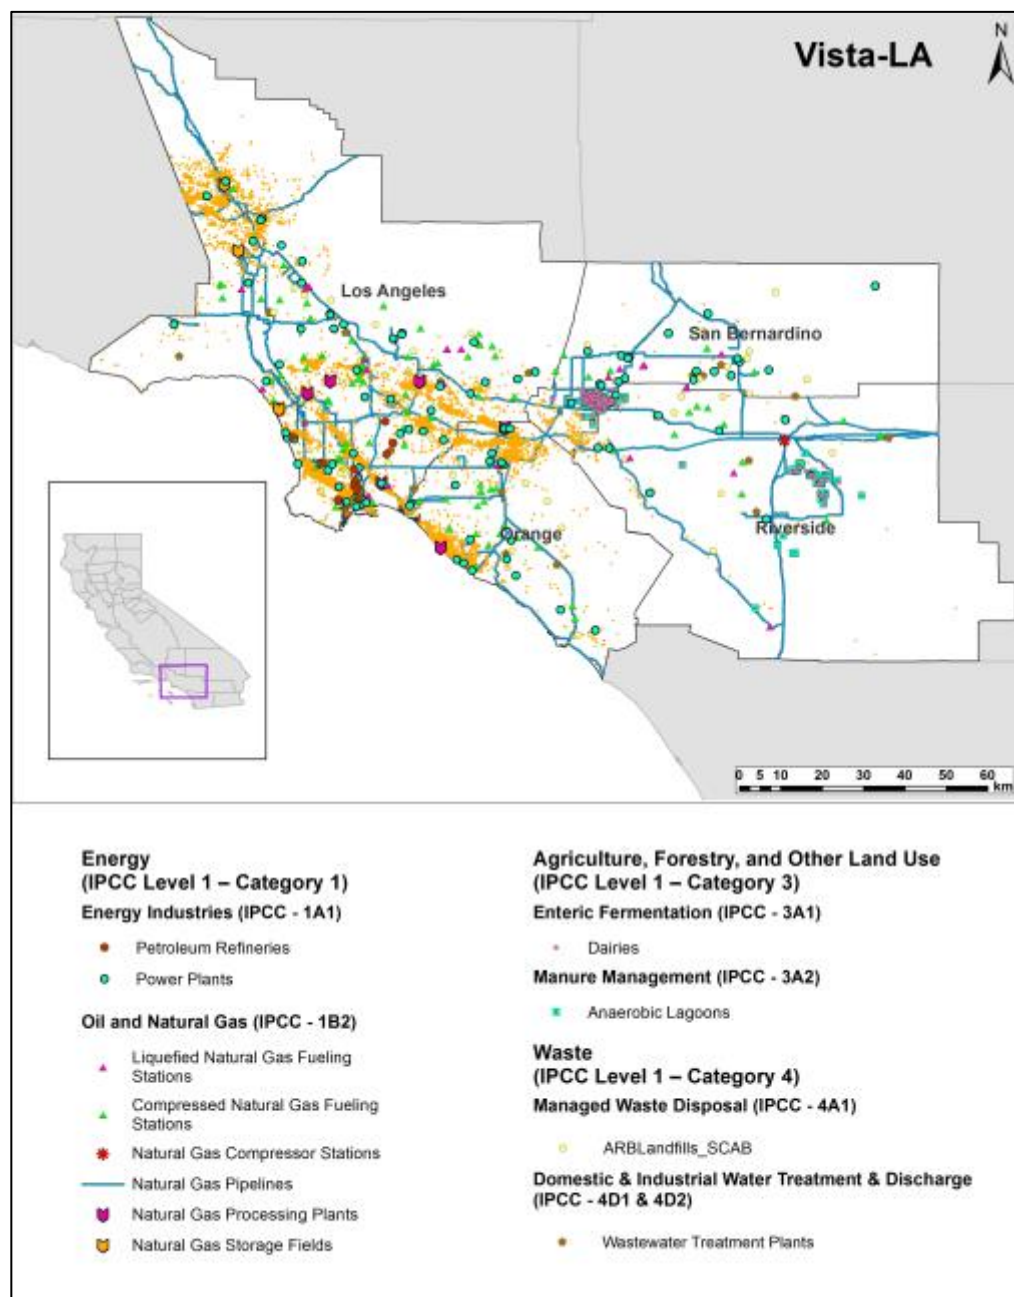 Vista-LA
N
Los Angeles
San Bernardino
Orange
Riverside
0 5 10 20 30 40 50 60
km
Energy
(IPCC Level 1 – Category 1)
Energy Industries (IPCC - 1A1)
Petroleum Refineries
Power Plants
Oil and Natural Gas (IPCC - 1B2)
Liquefied Natural Gas Fueling
Stations
Compressed Natural Gas Fueling
Stations
Natural Gas Compressor Stations
Natural Gas Pipelines
Natural Gas Processing Plants
Natural Gas Storage Fields
Agriculture, Forestry, and Other Land Use
(IPCC Level 1 – Category 3)
Enteric Fermentation (IPCC - 3A1)
Dairies
Manure Management (IPCC - 3A2)
Anaerobic Lagoons
Waste
(IPCC Level 1 – Category 4)
Managed Waste Disposal (IPCC - 4A1)
ARBLandfills_SCAB
Domestic & Industrial Water Treatment & Discharge
(IPCC - 4D1 & 4D2)
Wastewater Treatment Plants